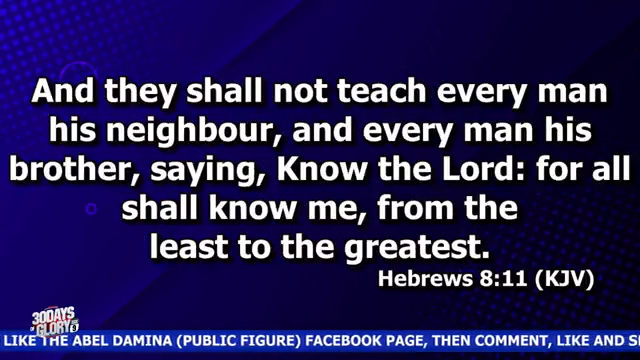 And they shall not teach every man
his neighbour, and every man his
brother, saying, Know the Lord: for all
shall know me, from the
least to the greatest.
Hebrews 8:11 (KJV)
30DAYS
OF GLORY
LIKE THE ABEL DAMINA (PUBLIC FIGURE) FACEBOOK PAGE, THEN COMMENT, LIKE AND S